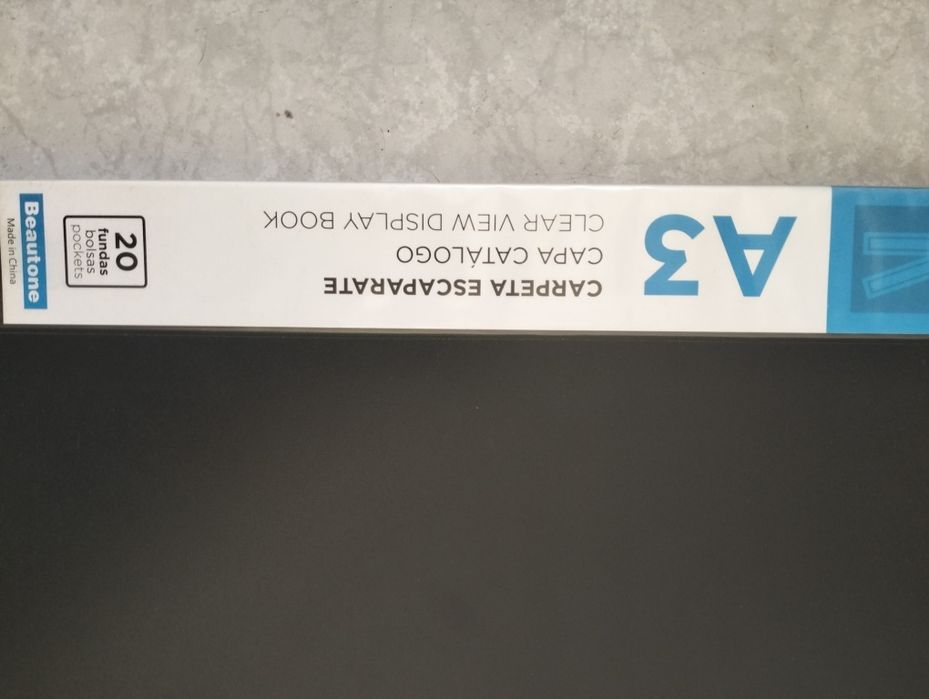 A3
CARPETA ESCAPARATE
CAPA CATÁLOGO
CLEAR VIEW DISPLAY BOOK
20
fundas
bolsas
pockets
Beautone
Made in China